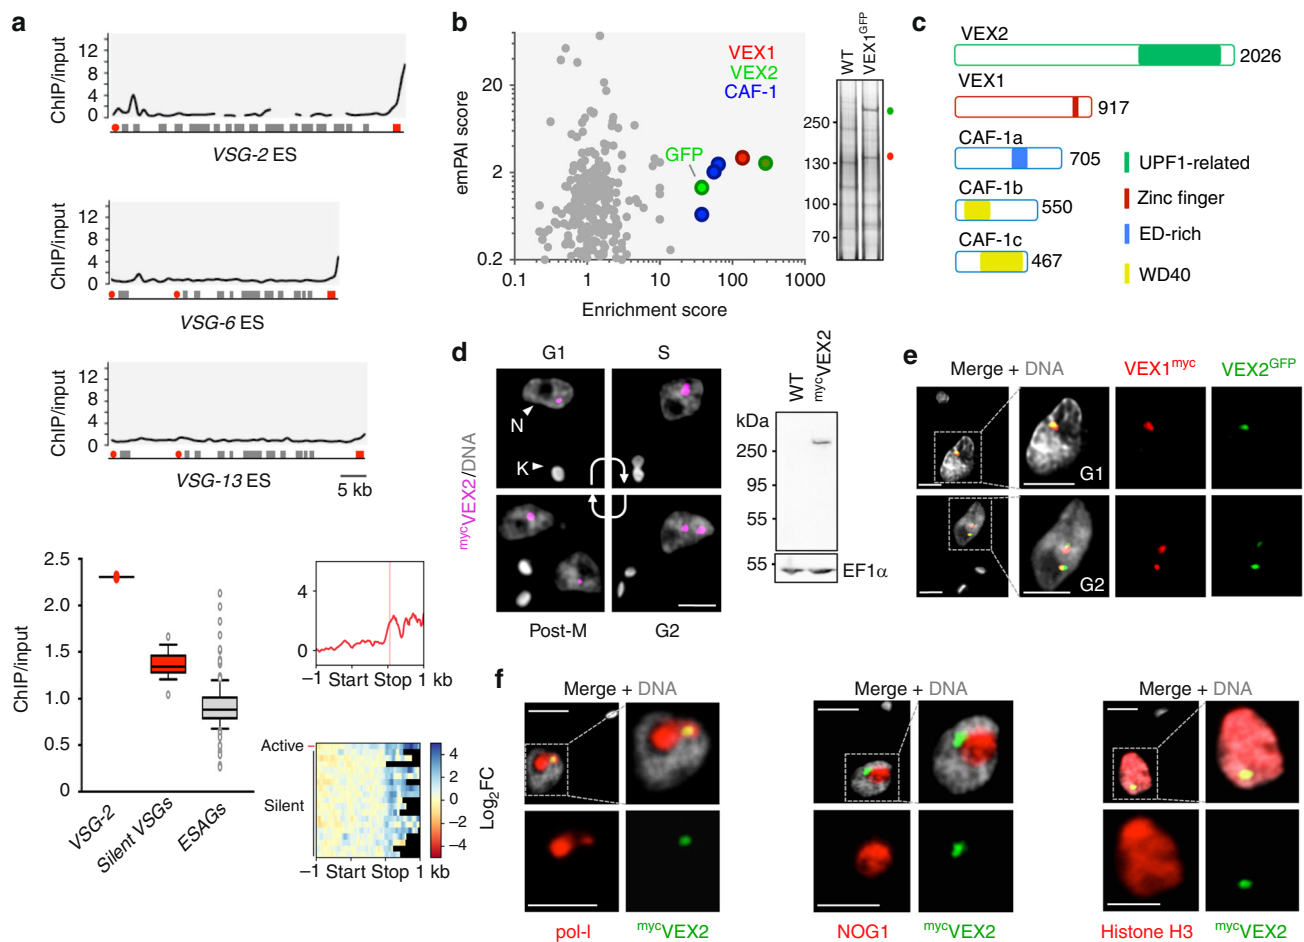 a
ChIP/input
12
8
4
0
VSG-2 ES
ChIP/input
12
8
4
0
VSG-6 ES
ChIP/input
12
8
4
0
VSG-13 ES
5 kb
ChIP/input
2.5
2.0
1.5
1.0
0.5
0
VSG-2
Silent VSGs
ESAGs
4
0
–1 Start Stop 1 kb
Active
Silent
4
2
0
–2
–4
Log2FC
–1 Start Stop 1 kb
b
emPAI score
20
2
0.2
0.1
1
10
100
1000
Enrichment score
VEX1
VEX2
CAF-1
GFP
WT
VEX1GFP
250
130
100
70
c
VEX2
2026
VEX1
917
CAF-1a
705
CAF-1b
550
CAF-1c
467
UPF1-related
Zinc finger
ED-rich
WD40
d
mycVEX2/DNA
G1
S
N
K
Post-M
G2
WT
mycVEX2
kDa
250
95
55
55
EF1α
e
Merge + DNA
VEX1myc
VEX2GFP
G1
G2
f
Merge + DNA
pol-I
mycVEX2
Merge + DNA
NOG1
mycVEX2
Merge + DNA
Histone H3
mycVEX2